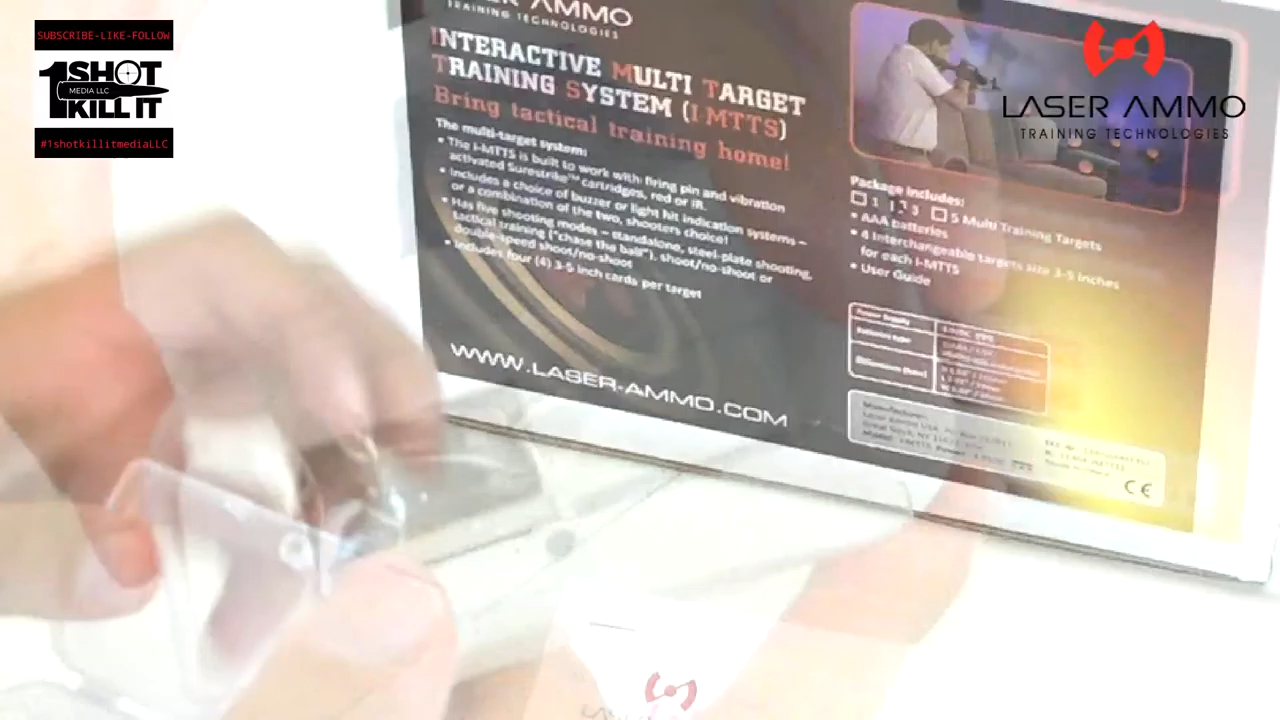 SUBSCRIBE-LIKE-FOLLOW
1SHOT
MEDIA LLC
KILL IT
#1shotkillitmediaLLC
LASER AMMO
TRAINING TECHNOLOGIES
AMMO
TRAINING TECHNOLOGIES
INTERACTIVE MULTI TARGET
TRAINING SYSTEM (I-MTTS)
Bring tactical training home!
The multi-target system:
• The I-MTTS is built to work with: firing pin and vibration
activated Surestrike™ cartridges, red or IR.
• Includes a choice of buzzer or light hit indication systems –
or a combination of the two, shooters choice!
• Has five shooting modes – standalone, steel-plate shooting,
tactical training ("chase the ball"), shoot/no-shoot or
double-speed shoot/no-shoot
• Includes four (4) 3-5 inch cards per target
WWW.LASER-AMMO.COM
Package includes:
1 3 5 Multi Training Targets
• AAA batteries
• 4 Interchangeable targets size 3-5 inches
for each I-MTTS
• User Guide
Power Supply
Manufacturer:
CE